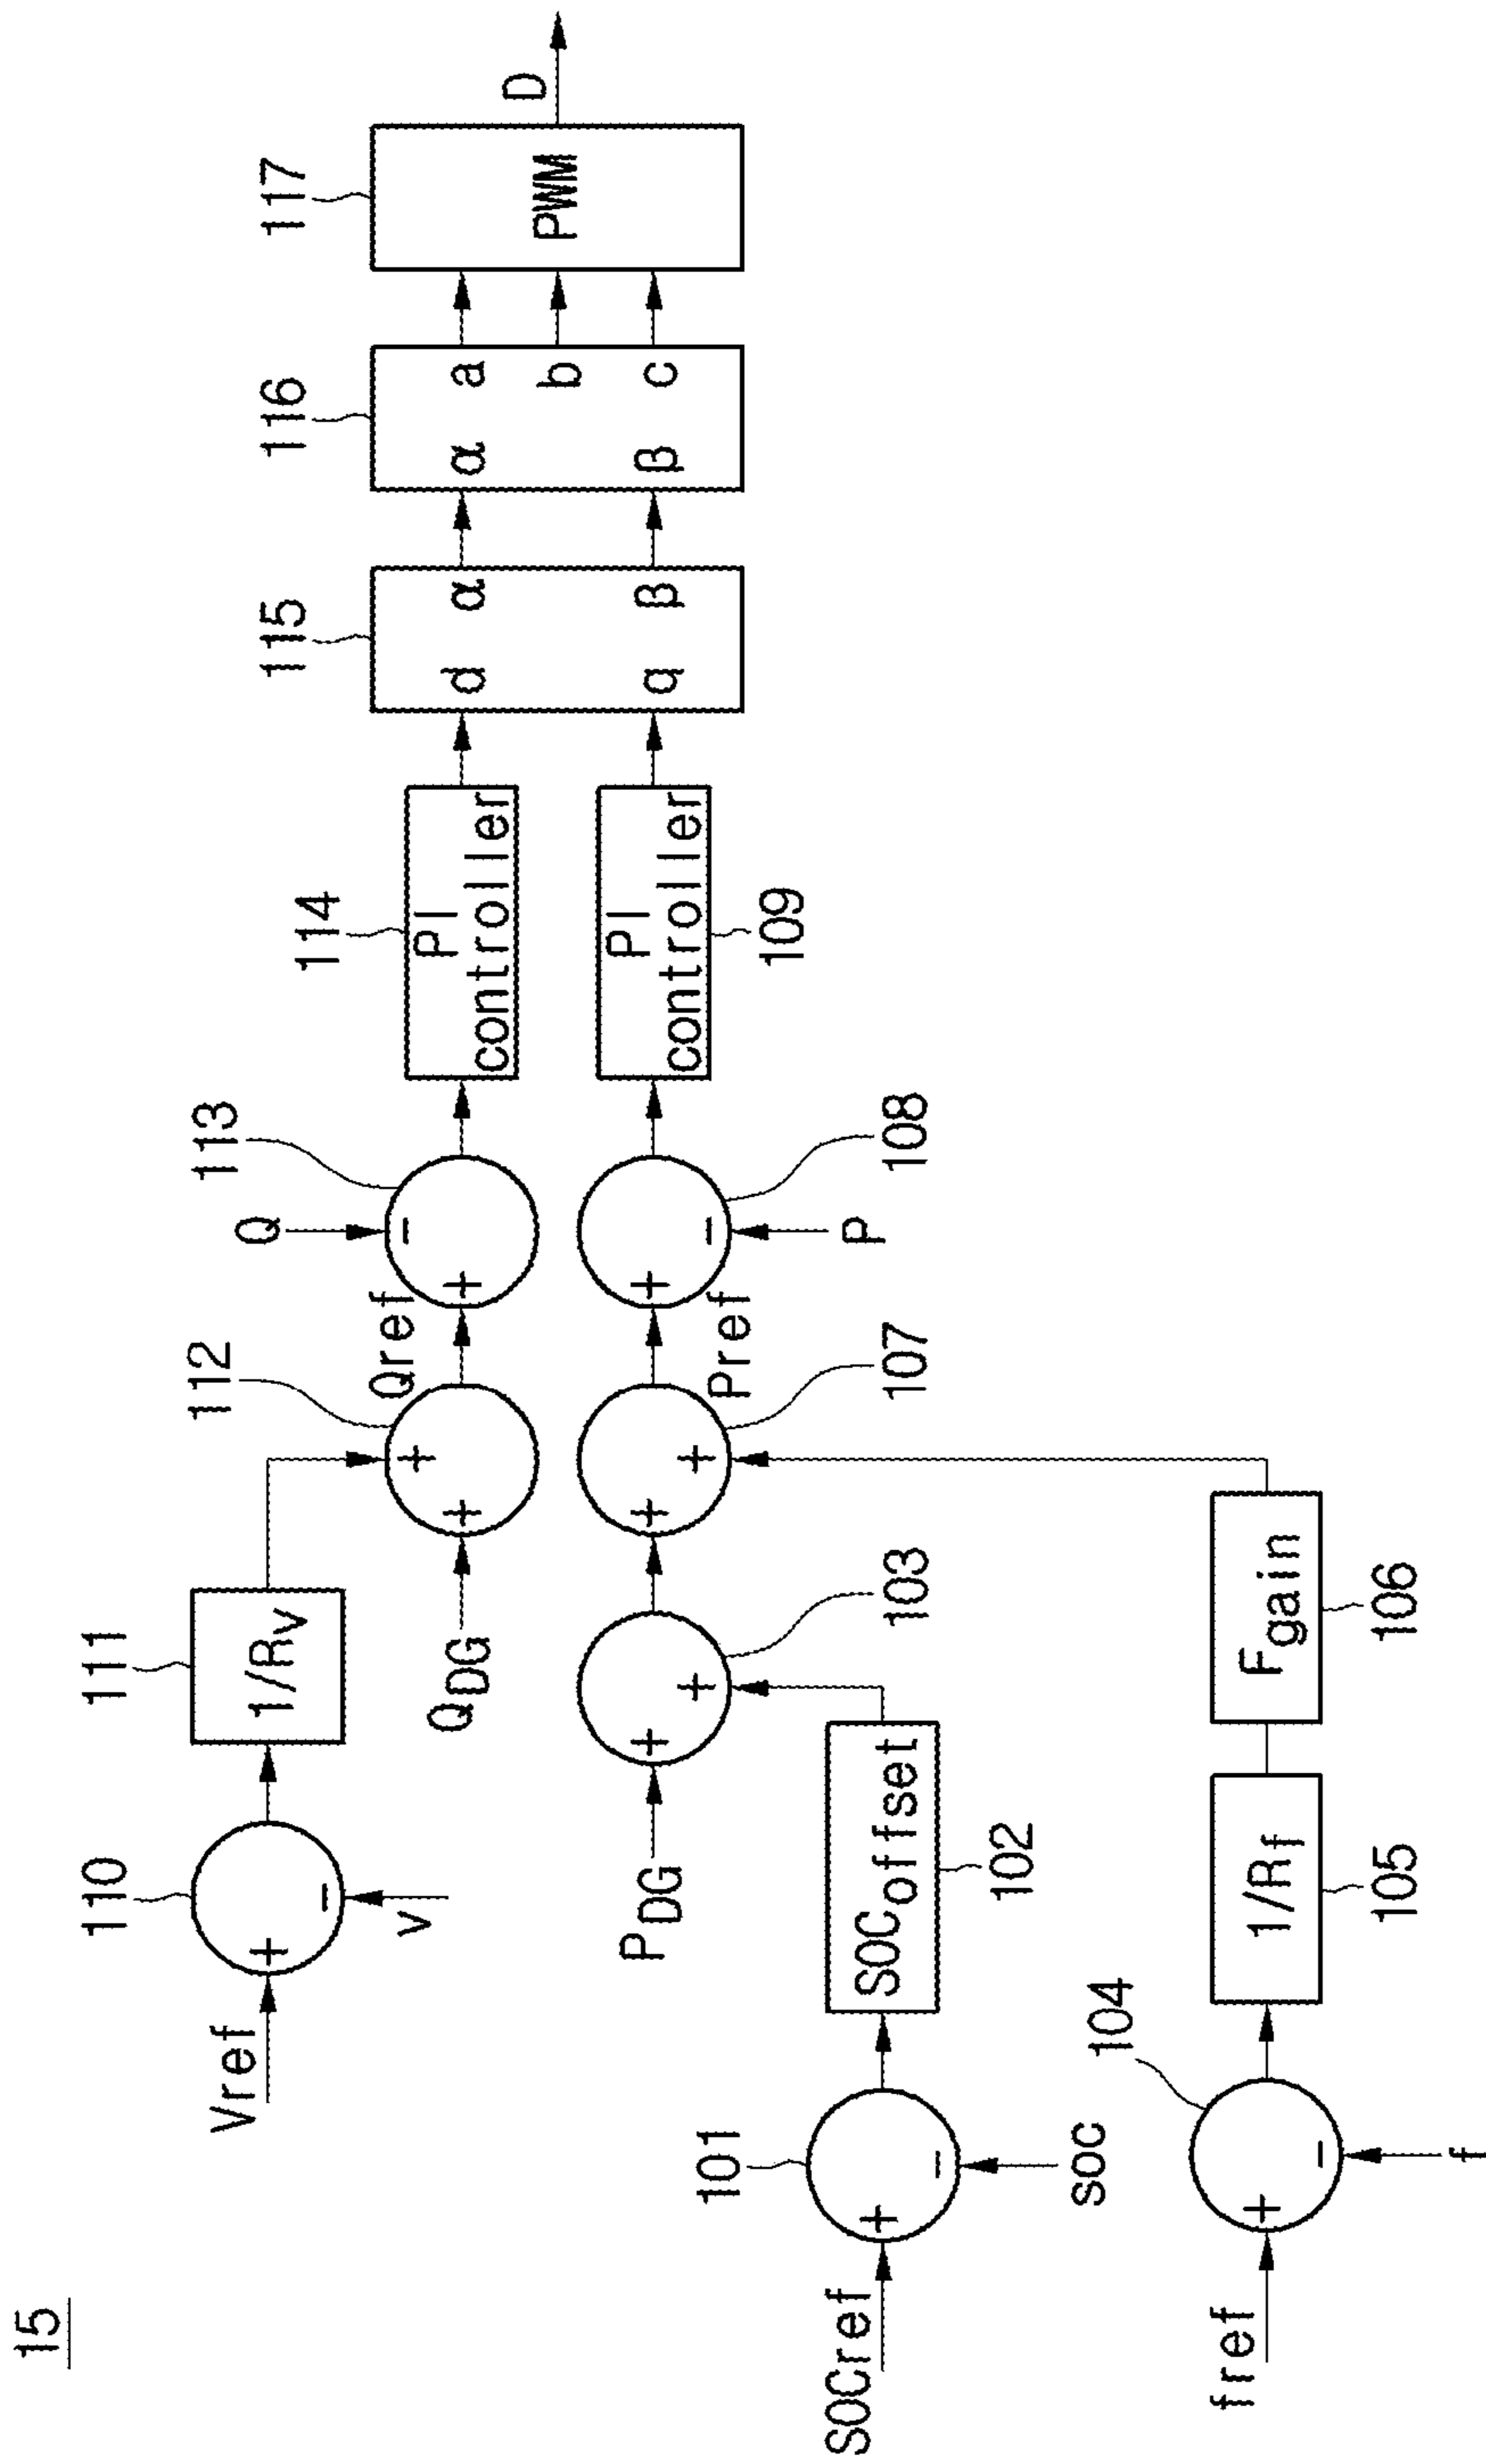 15
110
111
Vref
+
−
v
1/Rv
112
113
114
115
116
117
Q
QDG
+
+
Qref
+
−
PI
controller
d
q
α
β
α
β
a
b
c
PWM
D
PDG
+
+
103
+
+
Pref
107
+
−
P
108
PI
controller
109
101
SOCref
+
−
SOC
SOCoffset
102
104
fref
+
−
f
1/Rf
105
Fgain
106